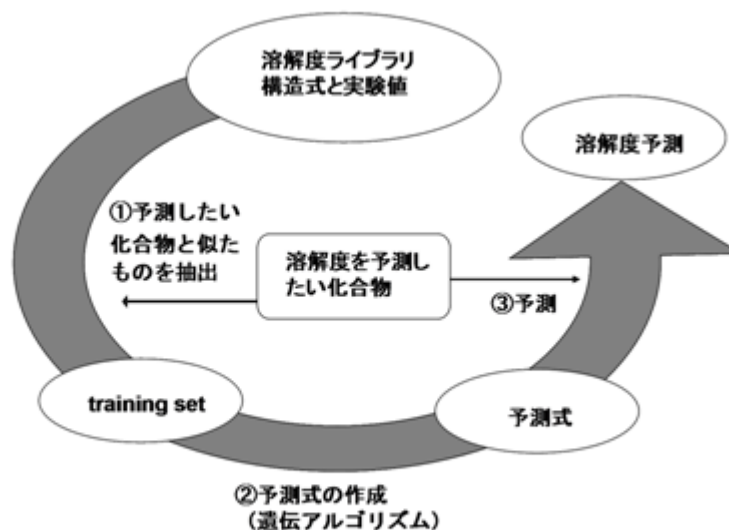 溶解度ライブラリ
構造式と実験値
溶解度予測
①予測したい
化合物と似た
ものを抽出
溶解度を予測し
たい化合物
③予測
training set
予測式
②予測式の作成
（遺伝アルゴリズム）